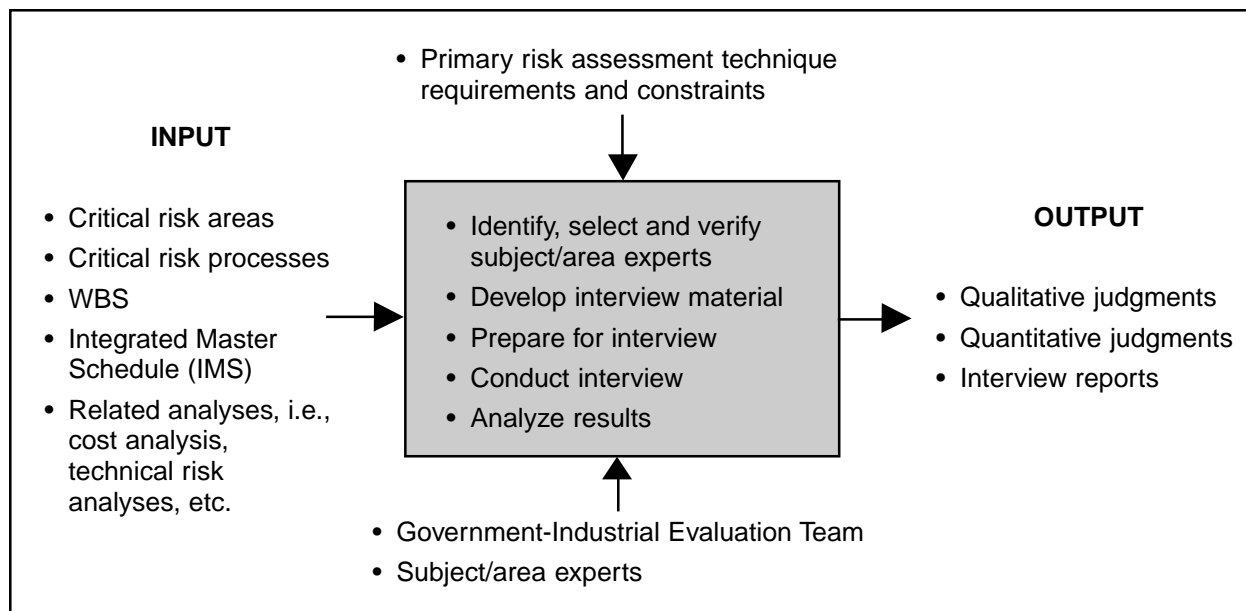 • Primary risk assessment technique
requirements and constraints
INPUT
• Critical risk areas
• Critical risk processes
• WBS
• Integrated Master
Schedule (IMS)
• Related analyses, i.e.,
cost analysis,
technical risk
analyses, etc.
• Identify, select and verify
subject/area experts
• Develop interview material
• Prepare for interview
• Conduct interview
• Analyze results
OUTPUT
• Qualitative judgments
• Quantitative judgments
• Interview reports
• Government-Industrial Evaluation Team
• Subject/area experts